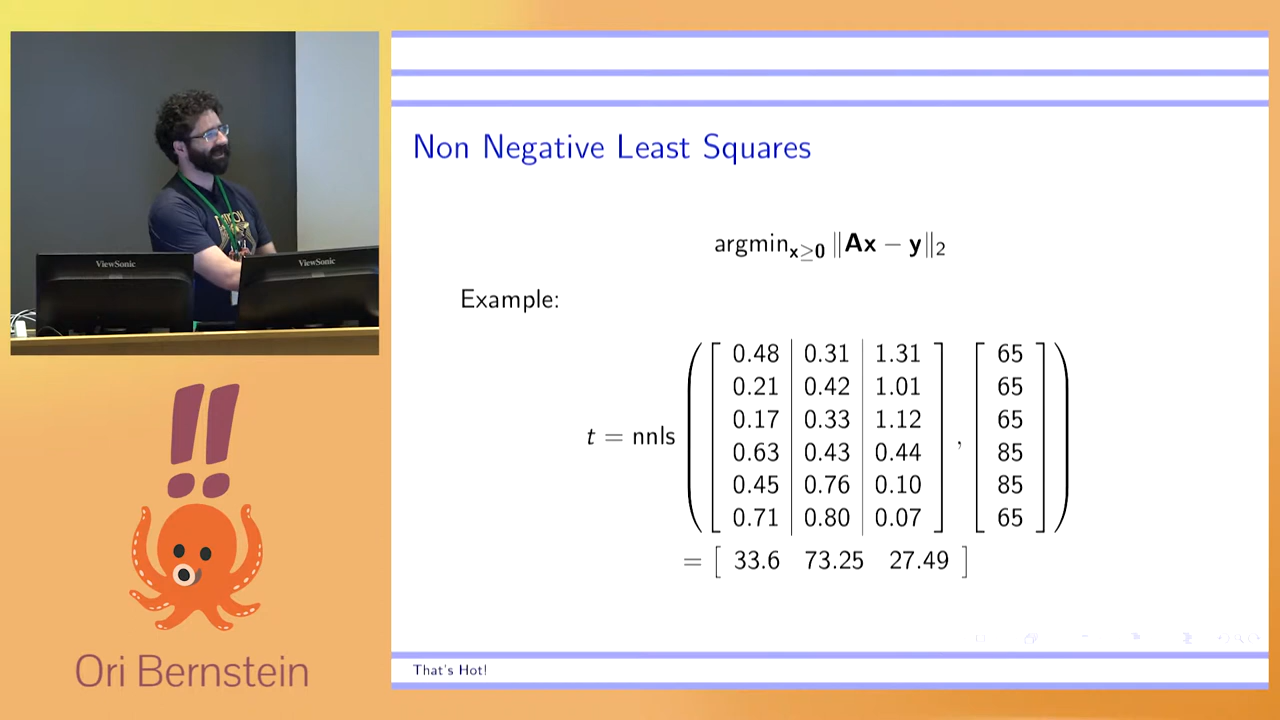 ViewSonic
ViewSonic
Non Negative Least Squares
argminx≥0 ‖Ax − y‖2
Example:
t = nnls
0.48 0.31 1.31
0.21 0.42 1.01
0.17 0.33 1.12
0.63 0.43 0.44
0.45 0.76 0.10
0.71 0.80 0.07
,
65
65
65
85
85
65
= [ 33.6 73.25 27.49 ]
That's Hot!
!!
Ori Bernstein